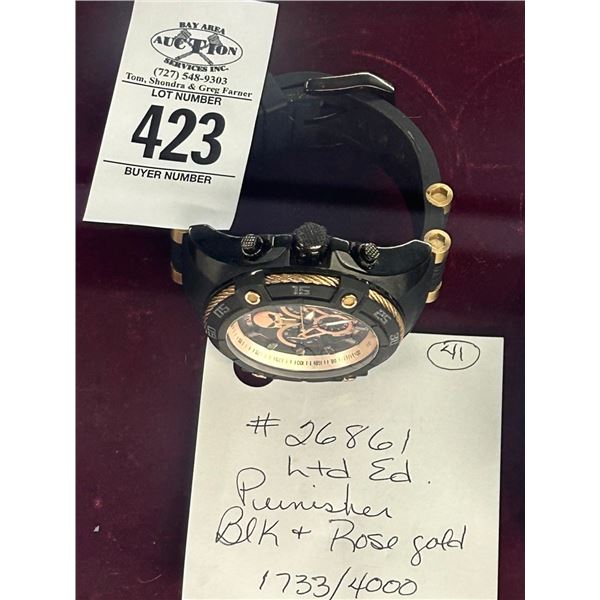 BAY AREA
AUCTION
SERVICES INC.
(727) 548-9303
Tom, Shondra & Greg Farner
LOT NUMBER
423
BUYER NUMBER
05
15
25
41
# 26861
Ltd Ed.
Punisher
Blk + Rose gold
1733/4000